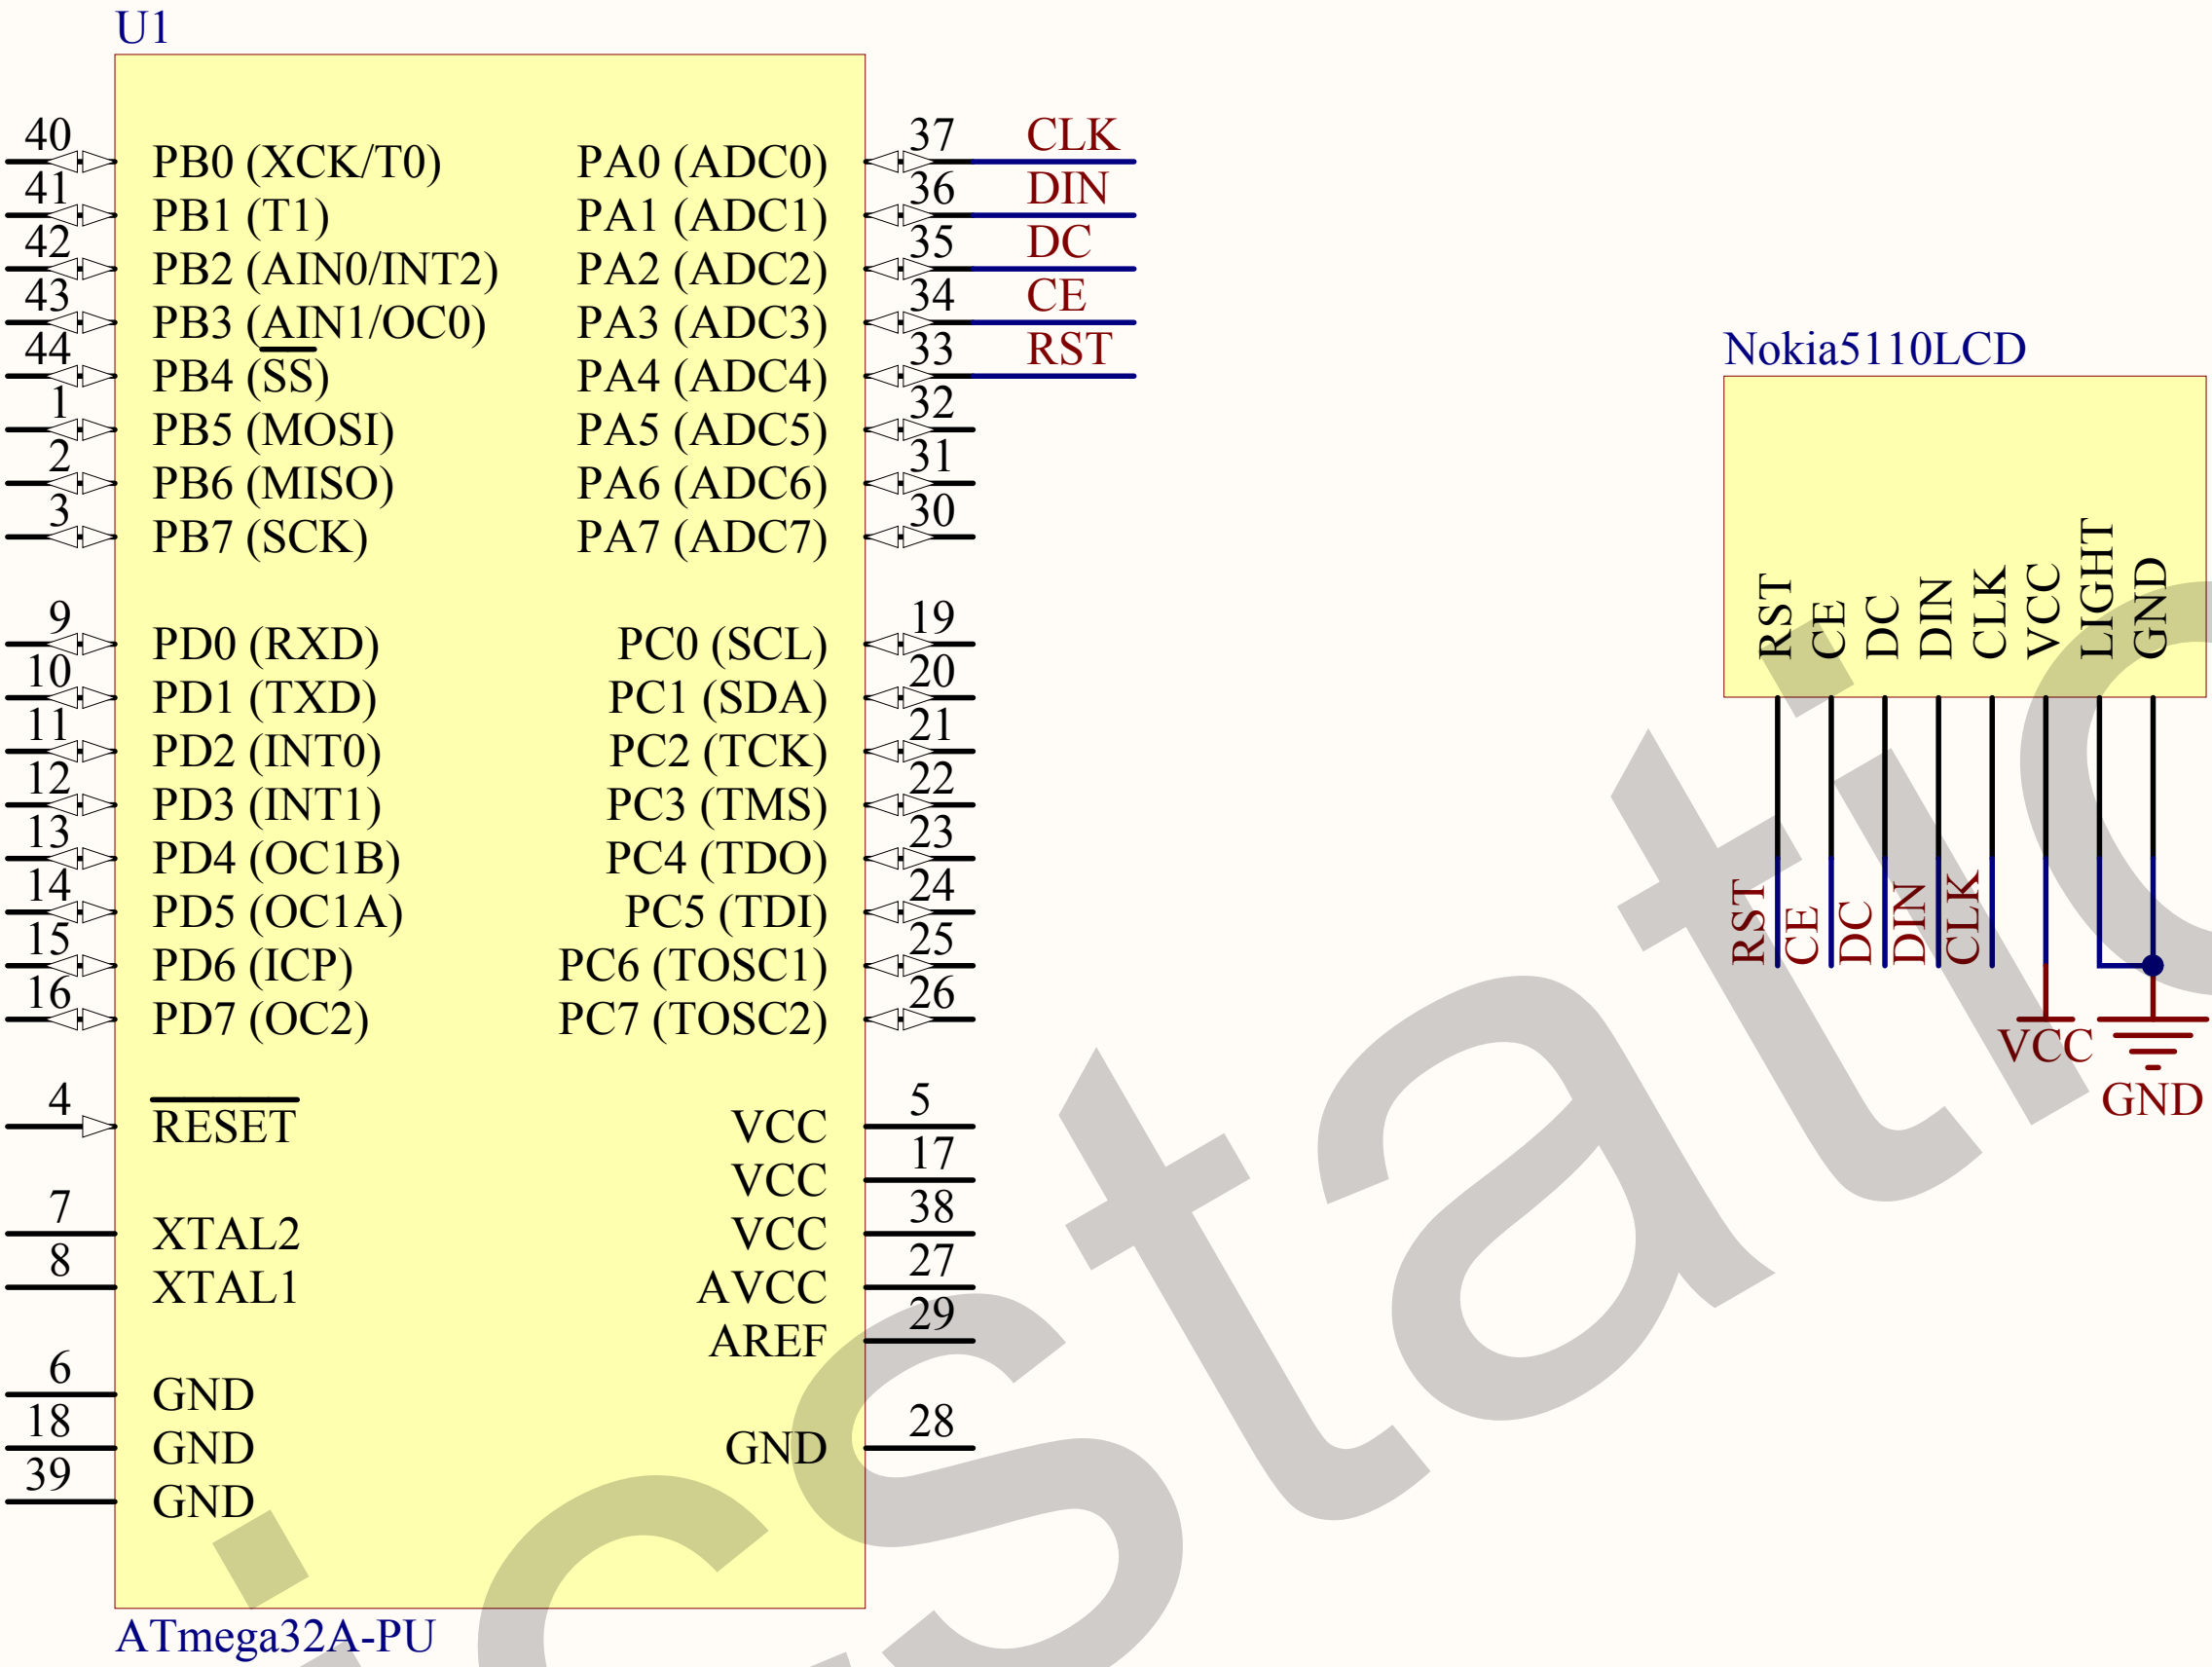 U1
40 PB0 (XCK/T0) PA0 (ADC0) 37 CLK
41 PB1 (T1) PA1 (ADC1) 36 DIN
42 PB2 (AIN0/INT2) PA2 (ADC2) 35 DC
43 PB3 (AIN1/OC0) PA3 (ADC3) 34 CE
44 PB4 (SS) PA4 (ADC4) 33 RST
1 PB5 (MOSI) PA5 (ADC5) 32
2 PB6 (MISO) PA6 (ADC6) 31
3 PB7 (SCK) PA7 (ADC7) 30
9 PD0 (RXD) PC0 (SCL) 19
10 PD1 (TXD) PC1 (SDA) 20
11 PD2 (INT0) PC2 (TCK) 21
12 PD3 (INT1) PC3 (TMS) 22
13 PD4 (OC1B) PC4 (TDO) 23
14 PD5 (OC1A) PC5 (TDI) 24
15 PD6 (ICP) PC6 (TOSC1) 25
16 PD7 (OC2) PC7 (TOSC2) 26
4 RESET VCC 5
VCC 17
7 XTAL2 VCC 38
8 XTAL1 AVCC 27
AREF 29
6 GND
18 GND GND 28
39 GND
ATmega32A-PU
Nokia5110LCD
RST
CE
DC
DIN
CLK
VCC
LIGHT
GND
RST
CE
DC
DIN
CLK
VCC
GND
icstatic